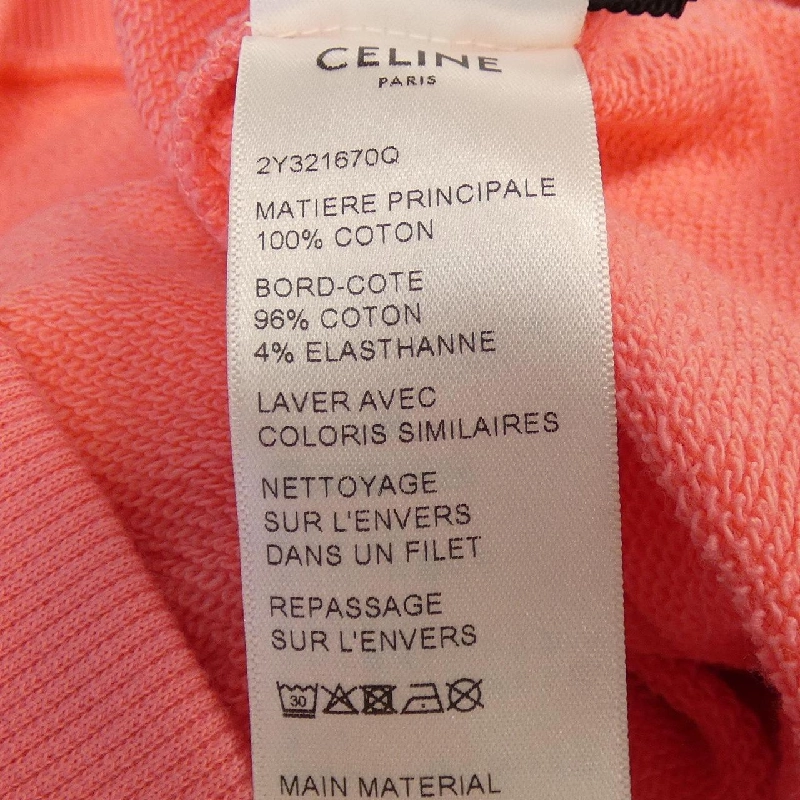 CELINE
PARIS
2Y321670Q
MATIERE PRINCIPALE
100% COTON
BORD-COTE
96% COTON
4% ELASTHANNE
LAVER AVEC
COLORIS SIMILAIRES
NETTOYAGE
SUR L'ENVERS
DANS UN FILET
REPASSAGE
SUR L'ENVERS
30
MAIN MATERIAL